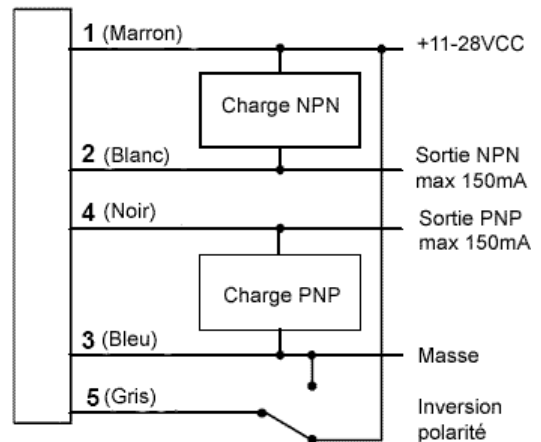 1 (Marron)
+11-28VCC
Charge NPN
2 (Blanc)
Sortie NPN
max 150mA
4 (Noir)
Sortie PNP
max 150mA
Charge PNP
3 (Bleu)
Masse
5 (Gris)
Inversion
polarité